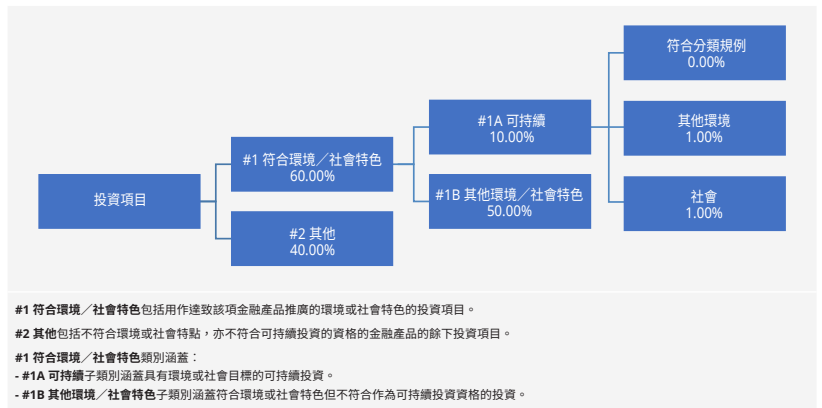 投資項目
#1 符合環境／社會特色
60.00%
#2 其他
40.00%
#1A 可持續
10.00%
#1B 其他環境／社會特色
50.00%
符合分類規例
0.00%
其他環境
1.00%
社會
1.00%
#1 符合環境／社會特色包括用作達致該項金融產品推廣的環境或社會特色的投資項目。
#2 其他包括不符合環境或社會特點，亦不符合可持續投資的資格的金融產品的餘下投資項目。
#1 符合環境／社會特色類別涵蓋：
- #1A 可持續子類別涵蓋具有環境或社會目標的可持續投資。
- #1B 其他環境／社會特色子類別涵蓋符合環境或社會特色但不符合作為可持續投資資格的投資。